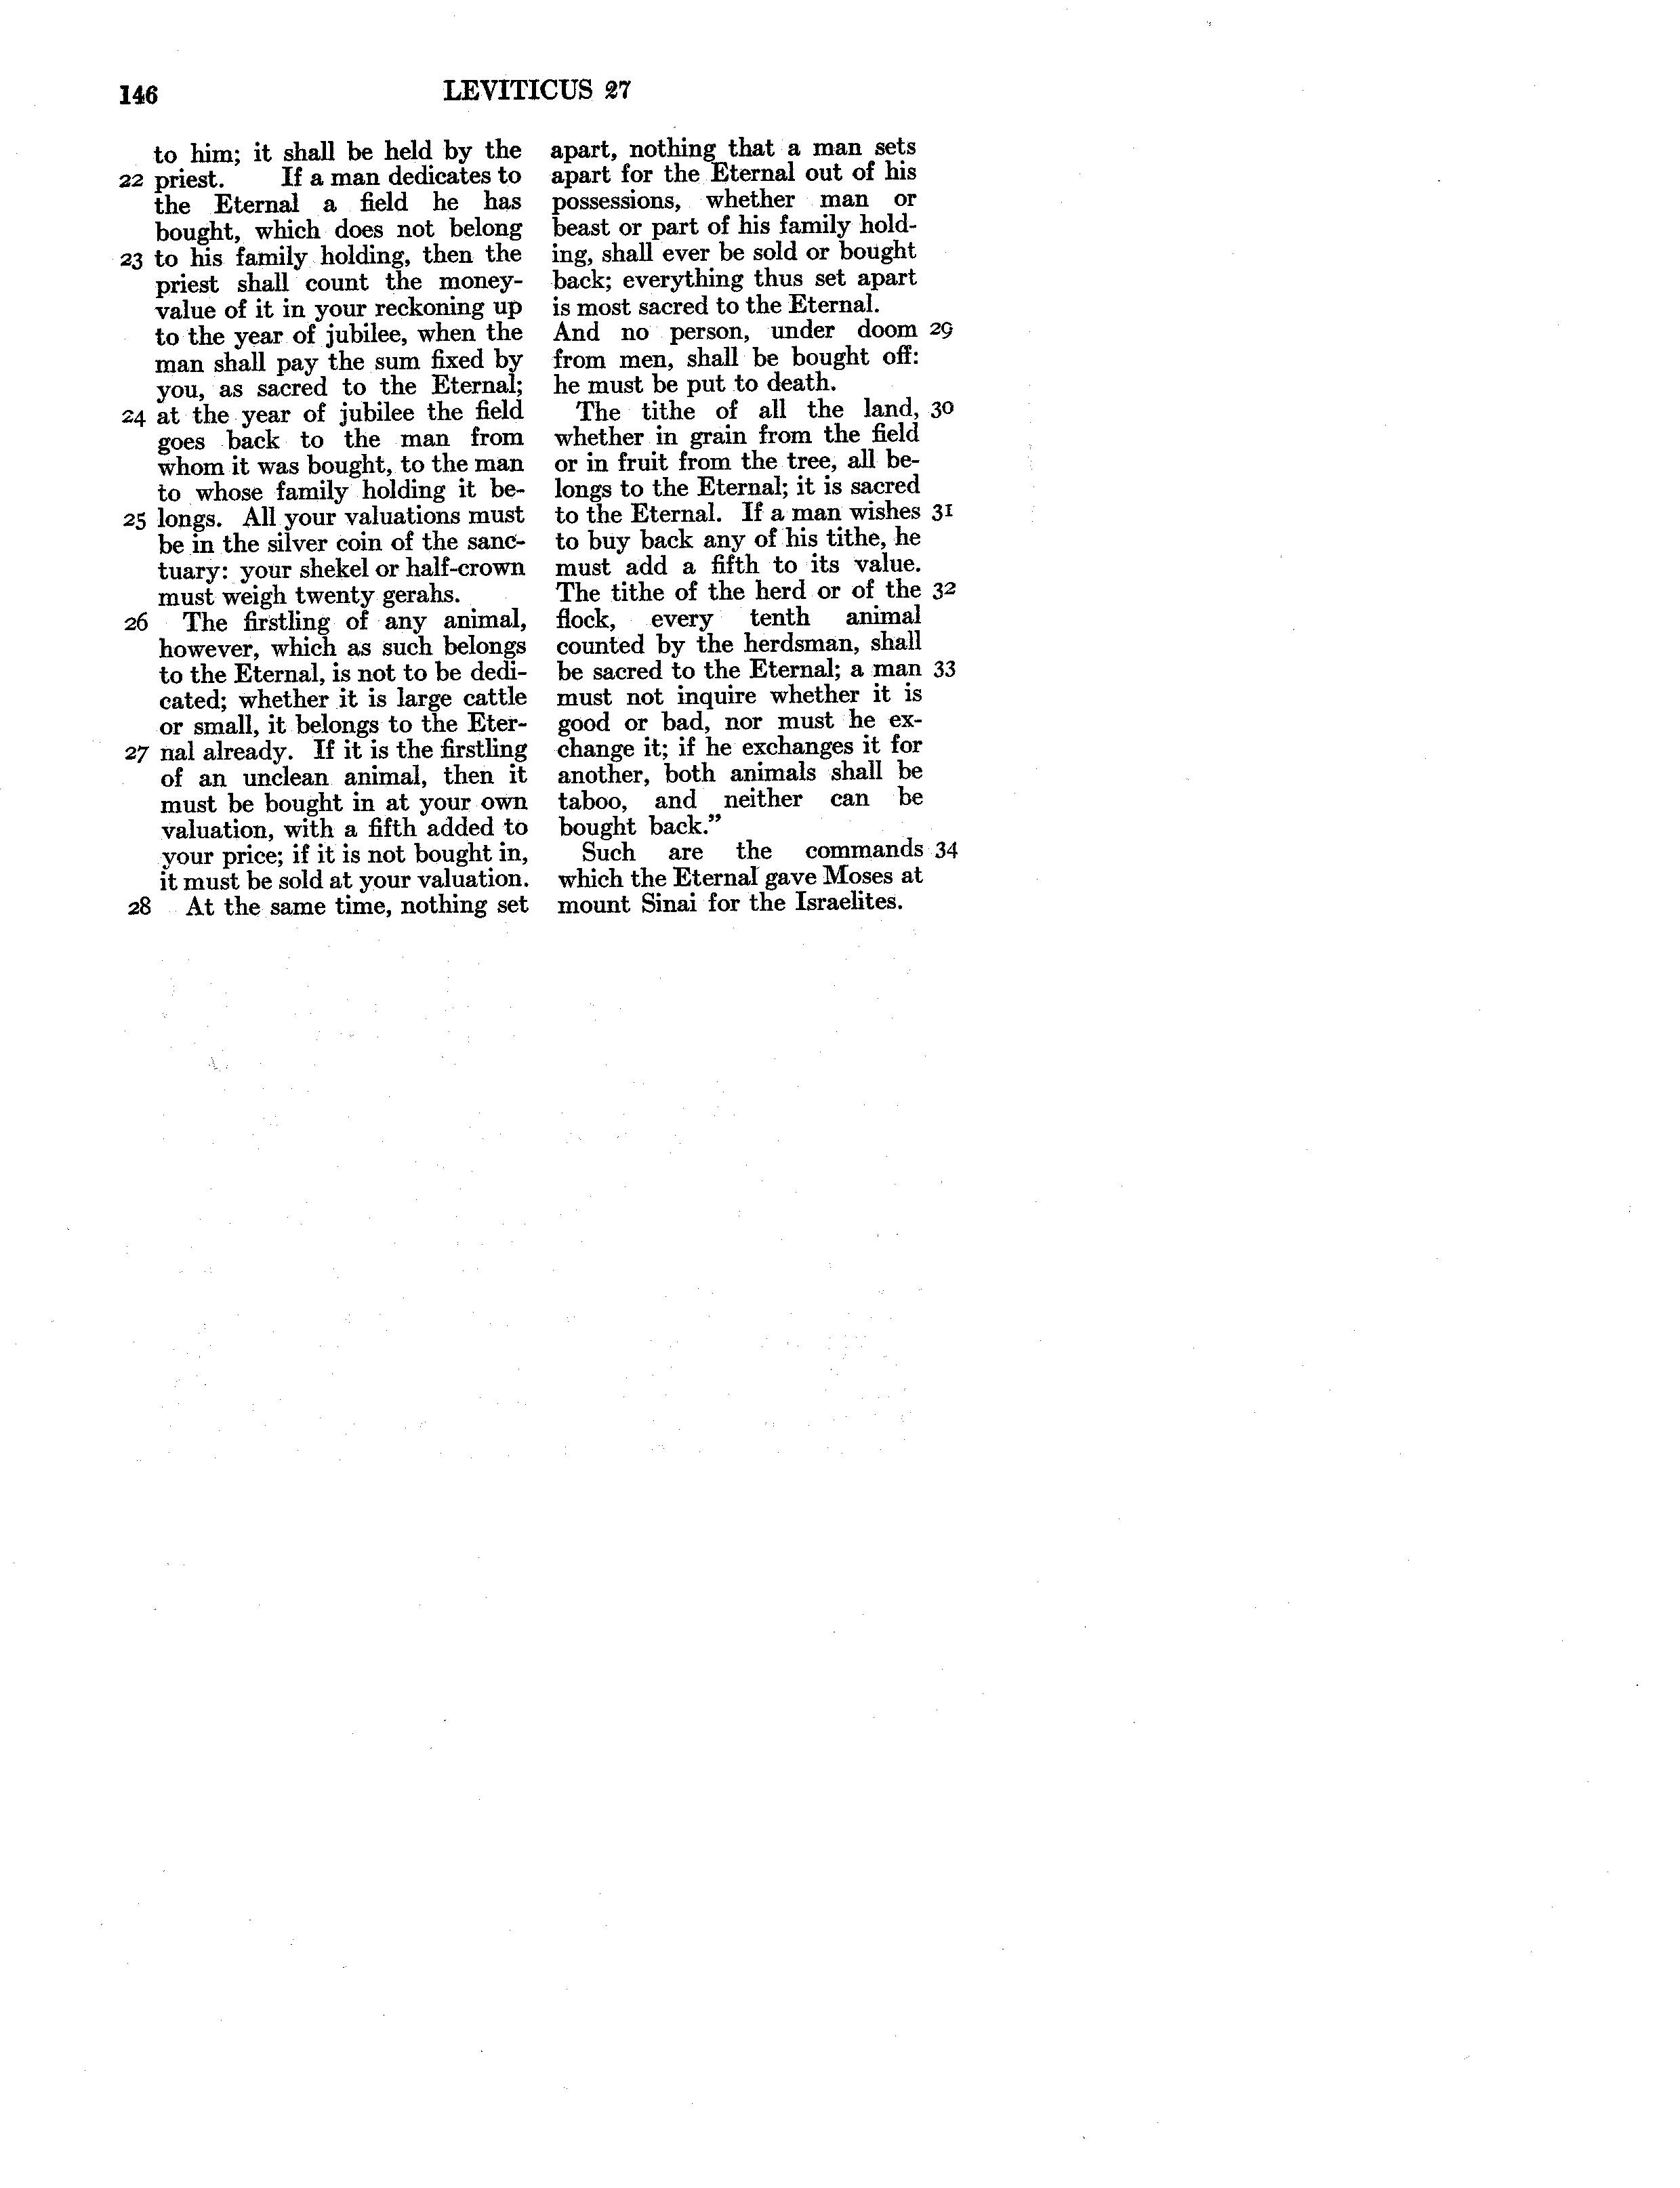 146
LEVITICUS 27
to him; it shall be held by the
22 priest. If a man dedicates to
the Eternal a field he has
bought, which does not belong
23 to his family holding, then the
priest shall count the money-
value of it in your reckoning up
to the year of jubilee, when the
man shall pay the sum fixed by
you, as sacred to the Eternal;
24 at the year of jubilee the field
goes back to the man from
whom it was bought, to the man
to whose family holding it be-
25 longs. All your valuations must
be in the silver coin of the sanc-
tuary: your shekel or half-crown
must weigh twenty gerahs.
26 The firstling of any animal,
however, which as such belongs
to the Eternal, is not to be dedi-
cated; whether it is large cattle
or small, it belongs to the Eter-
27 nal already. If it is the firstling
of an unclean animal, then it
must be bought in at your own
valuation, with a fifth added to
your price; if it is not bought in,
it must be sold at your valuation.
28 At the same time, nothing set
apart, nothing that a man sets
apart for the Eternal out of his
possessions, whether man or
beast or part of his family hold-
ing, shall ever be sold or bought
back; everything thus set apart
is most sacred to the Eternal.
And no person, under doom 29
from men, shall be bought off:
he must be put to death.
The tithe of all the land, 30
whether in grain from the field
or in fruit from the tree, all be-
longs to the Eternal; it is sacred
to the Eternal. If a man wishes 31
to buy back any of his tithe, he
must add a fifth to its value.
The tithe of the herd or of the 32
flock, every tenth animal
counted by the herdsman, shall
be sacred to the Eternal; a man 33
must not inquire whether it is
good or bad, nor must he ex-
change it; if he exchanges it for
another, both animals shall be
taboo, and neither can be
bought back.”
Such are the commands 34
which the Eternal gave Moses at
mount Sinai for the Israelites.